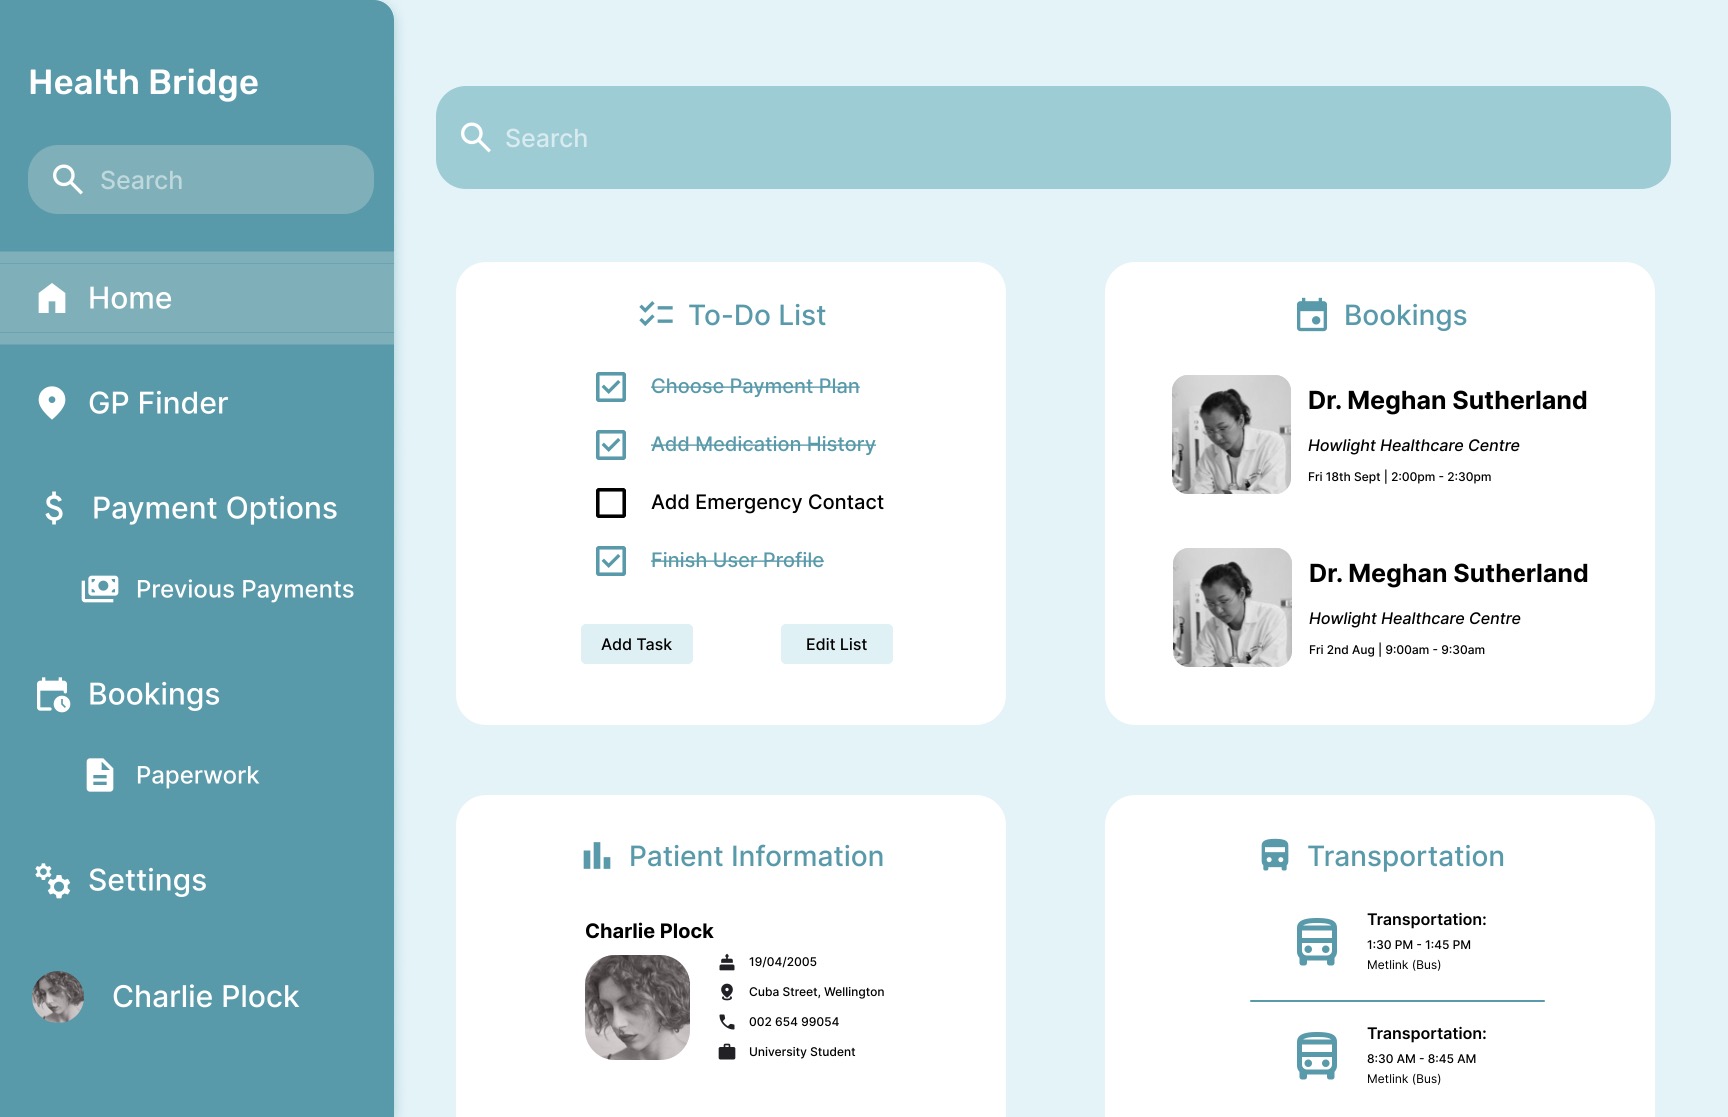 Health Bridge
Search
Home
GP Finder
Payment Options
Previous Payments
Bookings
Paperwork
Settings
Charlie Plock
Search
To-Do List
Choose Payment Plan
Add Medication History
Add Emergency Contact
Finish User Profile
Add Task
Edit List
Bookings
Dr. Meghan Sutherland
Howlight Healthcare Centre
Fri 18th Sept | 2:00pm - 2:30pm
Dr. Meghan Sutherland
Howlight Healthcare Centre
Fri 2nd Aug | 9:00am - 9:30am
Patient Information
Charlie Plock
19/04/2005
Cuba Street, Wellington
002 654 99054
University Student
Transportation
Transportation:
1:30 PM - 1:45 PM
Metlink (Bus)
Transportation:
8:30 AM - 8:45 AM
Metlink (Bus)